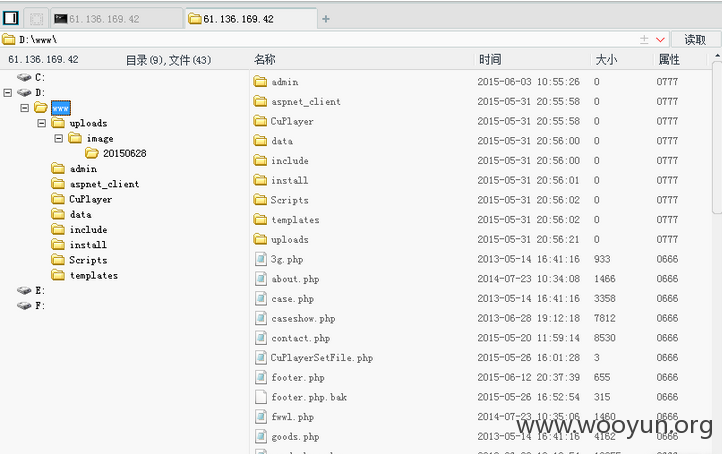 61.136.169.42
61.136.169.42
D:\www\
读取
61.136.169.42 目录(9),文件(43) 名称 时间 大小 属性
C:
D:
www
uploads
image
20150628
admin
aspnet_client
CuPlayer
data
include
install
Scripts
templates
E:
F:
admin 2015-06-03 10:55:26 0 0777
aspnet_client 2015-05-31 20:55:58 0 0777
CuPlayer 2015-05-31 20:55:58 0 0777
data 2015-05-31 20:56:00 0 0777
include 2015-05-31 20:56:00 0 0777
install 2015-05-31 20:56:01 0 0777
Scripts 2015-05-31 20:56:02 0 0777
templates 2015-05-31 20:56:02 0 0777
uploads 2015-05-31 20:56:21 0 0777
3g.php 2013-05-14 16:41:16 933 0666
about.php 2014-07-23 10:34:08 1466 0666
case.php 2013-05-14 16:41:16 3358 0666
caseshow.php 2013-06-28 19:12:18 7812 0666
contact.php 2015-05-20 11:59:14 8530 0666
CuPlayerSetFile.php 2015-05-26 16:01:28 3 0666
footer.php 2015-06-12 20:37:39 655 0666
footer.php.bak 2015-05-26 16:52:54 315 0666
fwwl.php 2014-07-23 10:35:06 1460 0666
goods.php 2013-05-14 16:41:16 4162 0666
www.wooyun.org